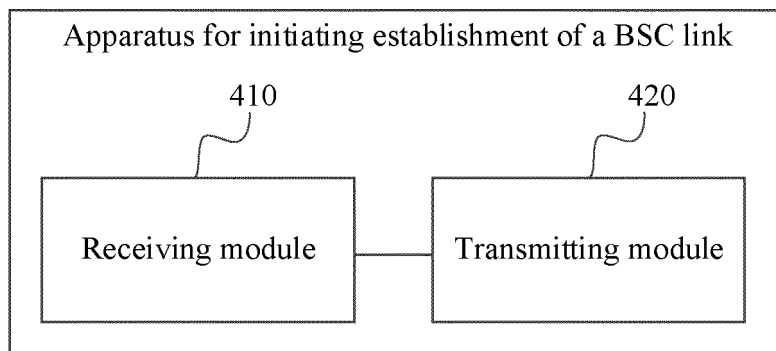 Apparatus for initiating establishment of a BSC link
410 420
Receiving module Transmitting module